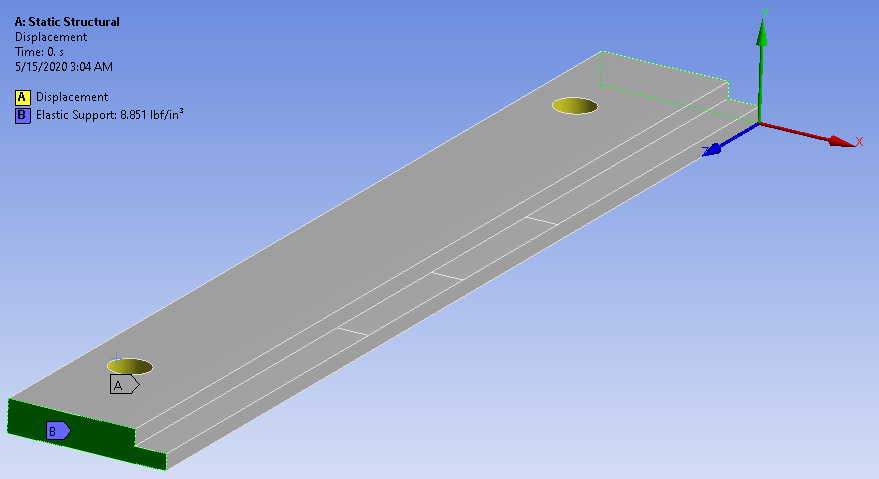 A: Static Structural
Displacement
Time: 0. s
5/15/2020 3:04 AM
A Displacement
B Elastic Support: 8.851 lbf/in³
Y
X
Z
A
B